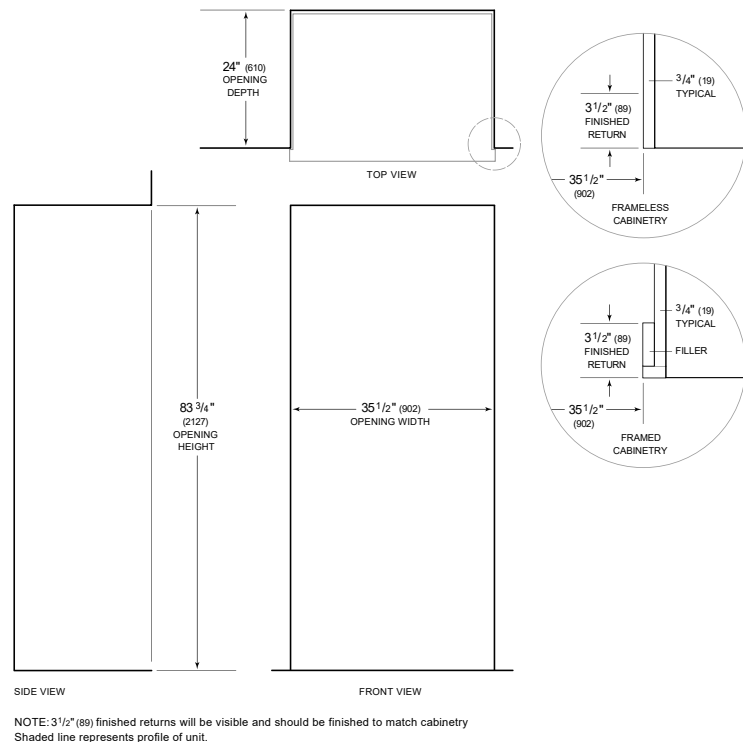 24" (610)
OPENING
DEPTH
TOP VIEW
3/4" (19)
TYPICAL
3 1/2" (89)
FINISHED
RETURN
35 1/2"
(902)
FRAMELESS
CABINETRY
3/4" (19)
TYPICAL
3 1/2" (89)
FINISHED
RETURN
FILLER
35 1/2"
(902)
FRAMED
CABINETRY
83 3/4"
(2127)
OPENING
HEIGHT
35 1/2" (902)
OPENING WIDTH
SIDE VIEW
FRONT VIEW
NOTE: 3 1/2" (89) finished returns will be visible and should be finished to match cabinetry
Shaded line represents profile of unit.